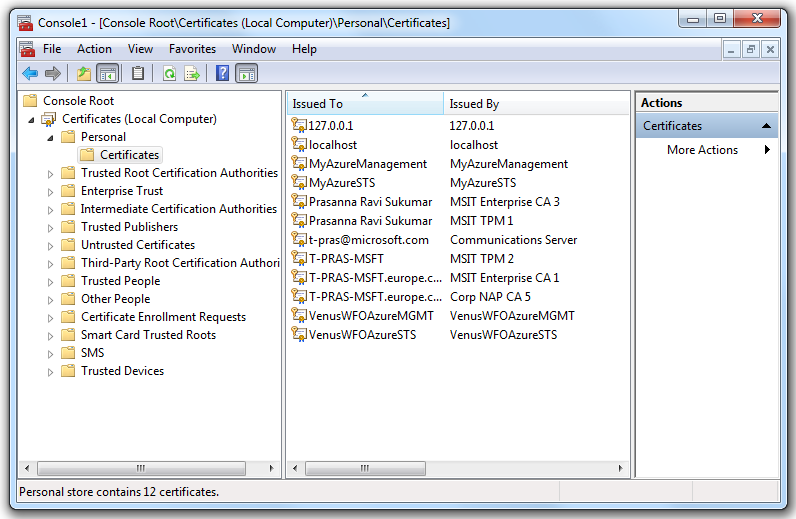 Console1 - [Console Root\Certificates (Local Computer)\Personal\Certificates]
File Action View Favorites Window Help
Console Root
Certificates (Local Computer)
Personal
Certificates
Trusted Root Certification Authorities
Enterprise Trust
Intermediate Certification Authorities
Trusted Publishers
Untrusted Certificates
Third-Party Root Certification Authori
Trusted People
Other People
Certificate Enrollment Requests
Smart Card Trusted Roots
SMS
Trusted Devices
Issued To Issued By
127.0.0.1 127.0.0.1
localhost localhost
MyAzureManagement MyAzureManagement
MyAzureSTS MyAzureSTS
Prasanna Ravi Sukumar MSIT Enterprise CA 3
Prasanna Ravi Sukumar MSIT TPM 1
t-pras@microsoft.com Communications Server
T-PRAS-MSFT MSIT TPM 2
T-PRAS-MSFT.europe.c... MSIT Enterprise CA 1
T-PRAS-MSFT.europe.c... Corp NAP CA 5
VenusWFOAzureMGMT VenusWFOAzureMGMT
VenusWFOAzureSTS VenusWFOAzureSTS
Actions
Certificates
More Actions
Personal store contains 12 certificates.